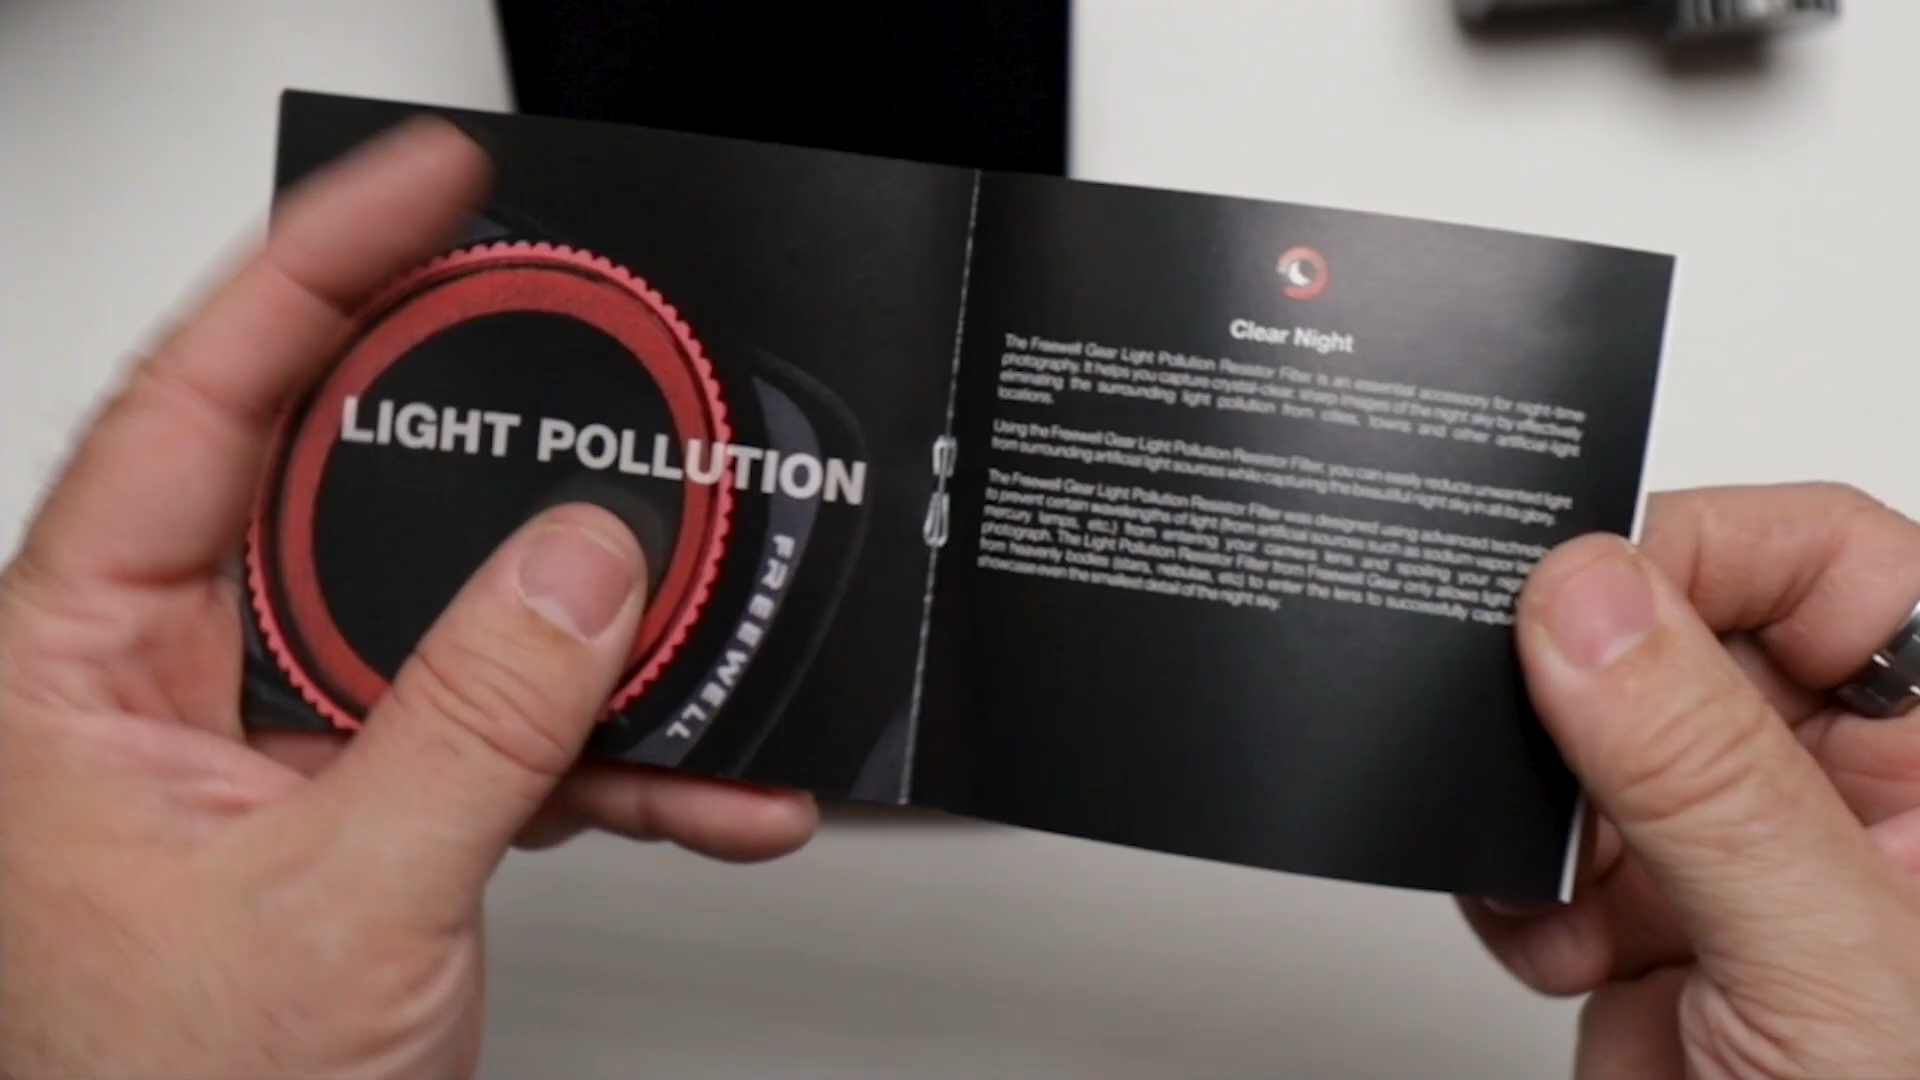 LIGHT POLLUTION
FREEWELL
Clear Night
The Freewell Gear Light Pollution Resistor Filter is an essential accessory for night-time
photography. It helps you capture crystal-clear, sharp images of the night sky by effectively
eliminating the surrounding light pollution from cities, towns and other artificial-light
locations.
Using the Freewell Gear Light Pollution Resistor Filter, you can easily reduce unwanted light
from surrounding artificial light sources while capturing the beautiful night sky in all its glory.
The Freewell Gear Light Pollution Resistor Filter was designed using advanced
to prevent certain wavelengths of light (from artificial sources such as sodium vapor
mercury lamps, etc.) from entering your camera lens and spoiling your
photograph. The Light Pollution Resistor Filter from Freewell Gear only allows light
from heavenly bodies (stars, nebulas, etc) to enter the lens to successfully
showcase even the smallest detail of the night sky.